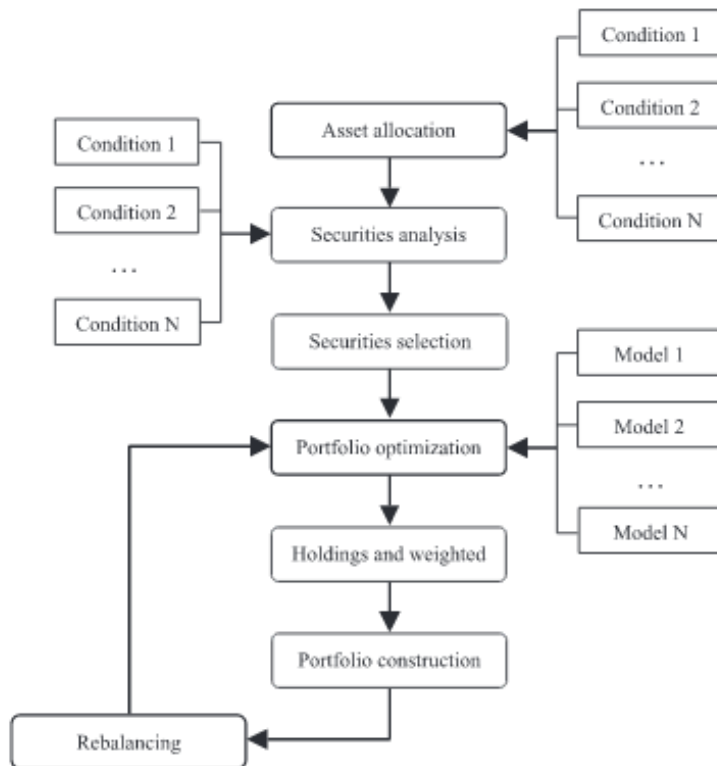 Condition 1
Condition 2
...
Condition N
Asset allocation
Condition 1
Condition 2
...
Condition N
Securities analysis
Securities selection
Model 1
Model 2
...
Model N
Portfolio optimization
Holdings and weighted
Portfolio construction
Rebalancing